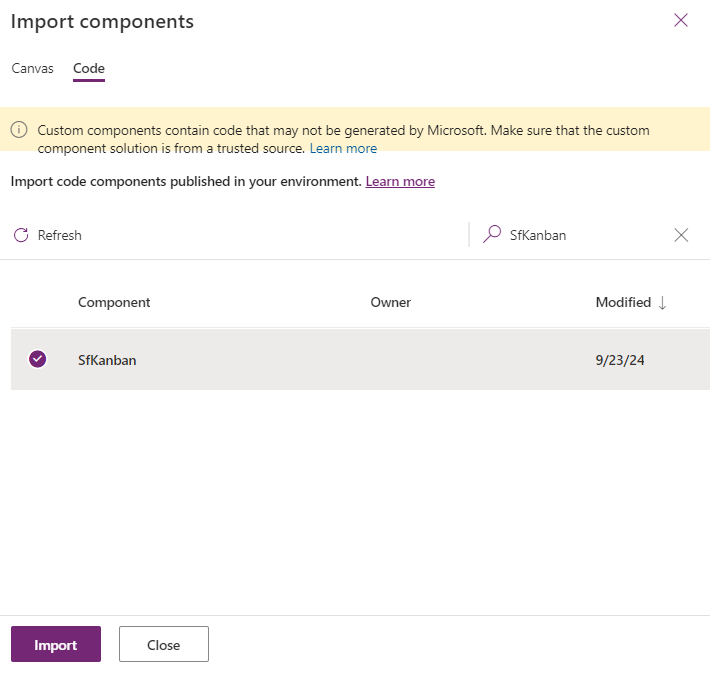 Import components
Canvas Code
Custom components contain code that may not be generated by Microsoft. Make sure that the custom
component solution is from a trusted source. Learn more
Import code components published in your environment. Learn more
Refresh SfKanban
Component Owner Modified
SfKanban 9/23/24
Import Close